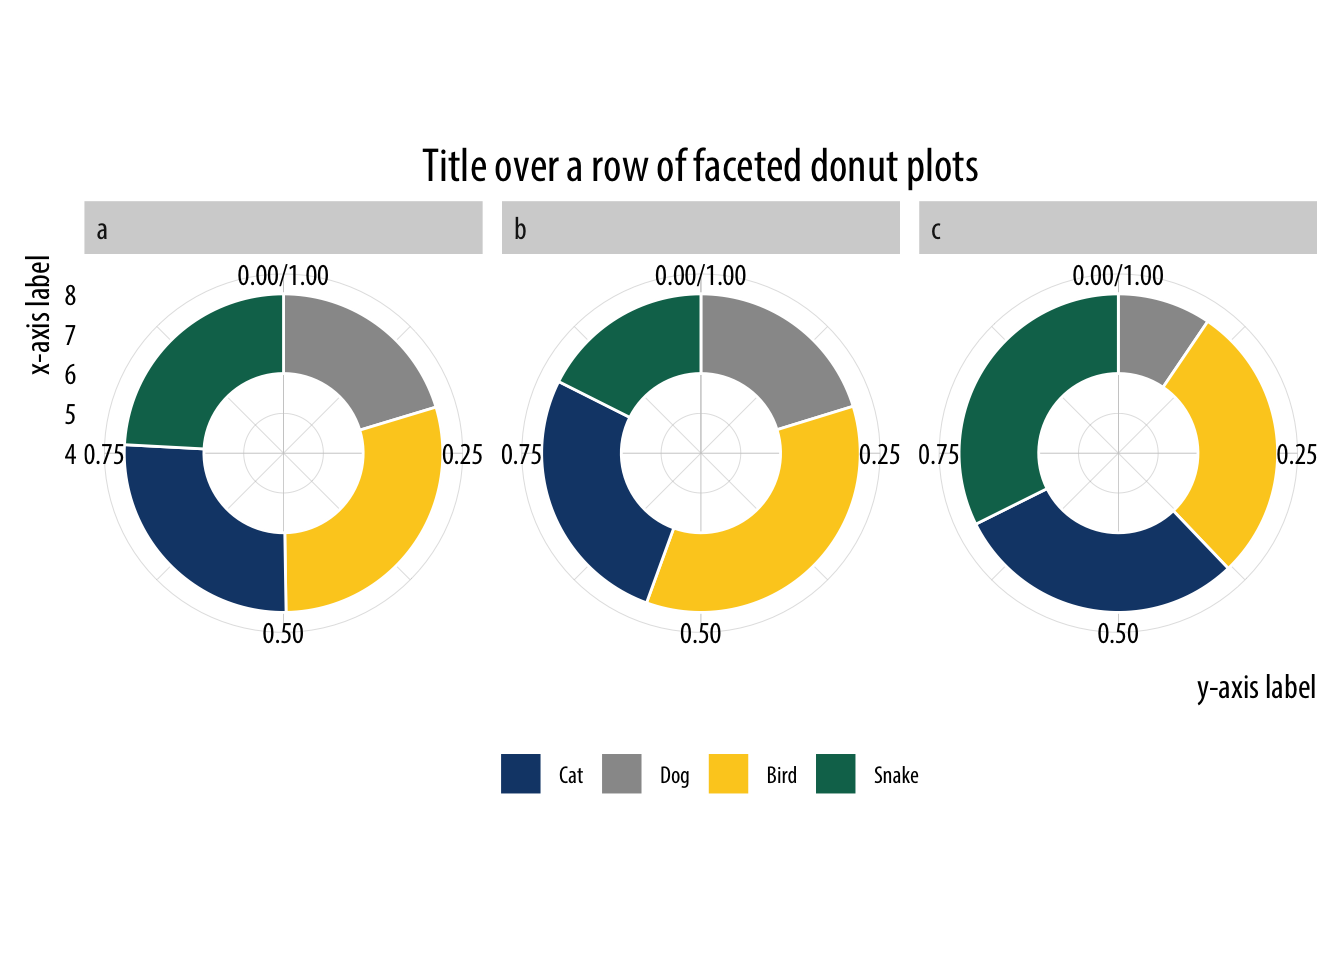 Title over a row of faceted donut plots
a
b
c
x-axis label
8
7
6
5
4
0.00/1.00
0.75
0.25
0.50
0.00/1.00
0.75
0.25
0.50
0.00/1.00
0.75
0.25
0.50
y-axis label
Cat
Dog
Bird
Snake